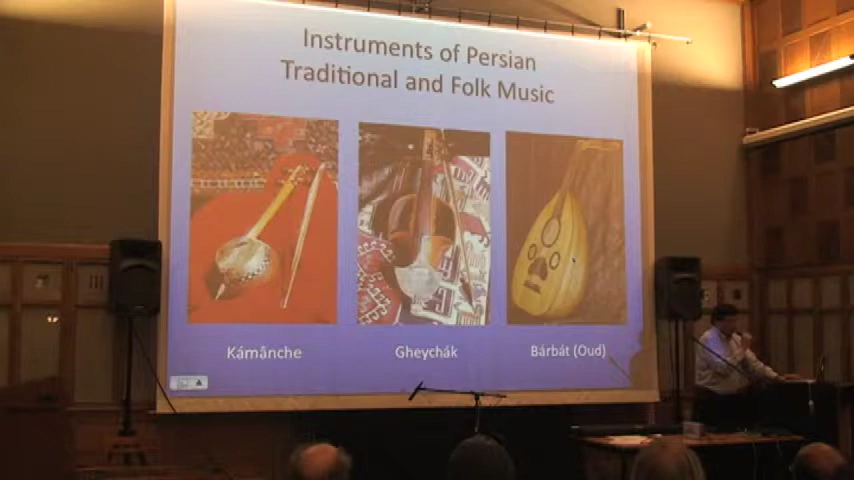 Instruments of Persian
Traditional and Folk Music
Kámânche
Gheychák
Bárbát (Oud)